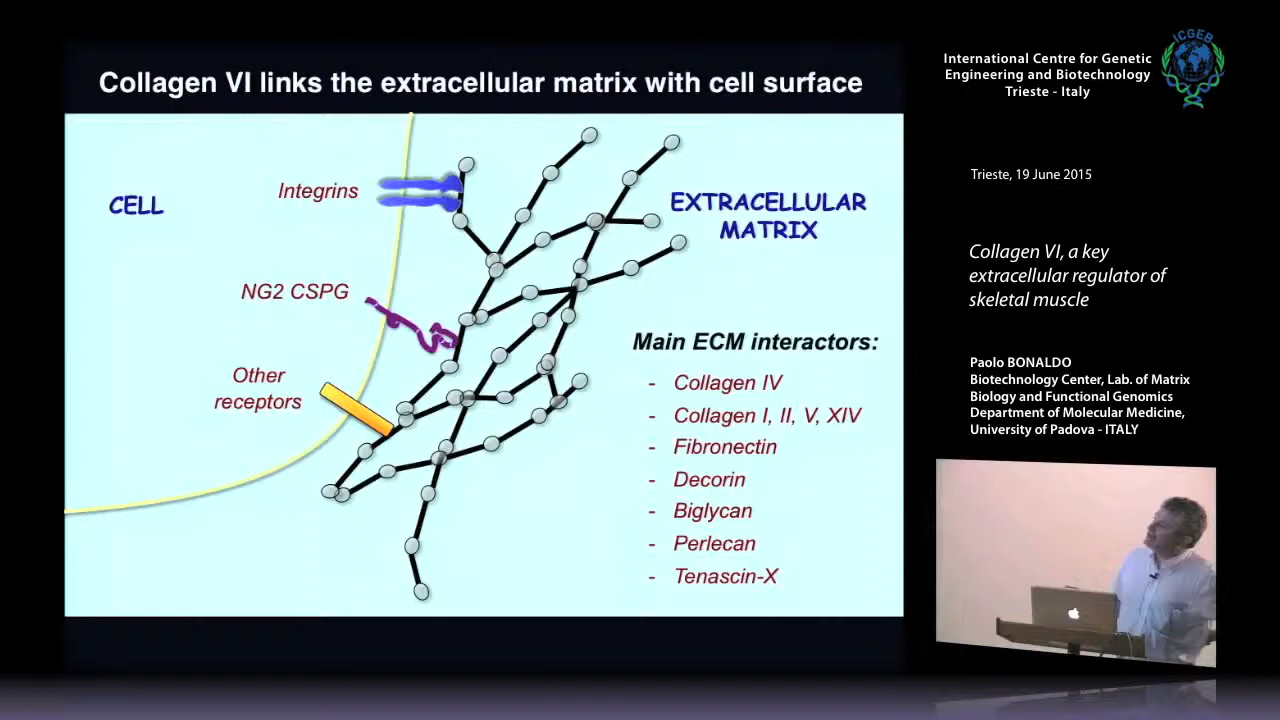 Collagen VI links the extracellular matrix with cell surface
CELL
Integrins
NG2 CSPG
Other
receptors
EXTRACELLULAR
MATRIX
Main ECM interactors:
- Collagen IV
- Collagen I, II, V, XIV
- Fibronectin
- Decorin
- Biglycan
- Perlecan
- Tenascin-X
International Centre for Genetic
Engineering and Biotechnology
Trieste - Italy
ICGEB
Trieste, 19 June 2015
Collagen VI, a key
extracellular regulator of
skeletal muscle
Paolo BONALDO
Biotechnology Center, Lab. of Matrix
Biology and Functional Genomics
Department of Molecular Medicine,
University of Padova - ITALY